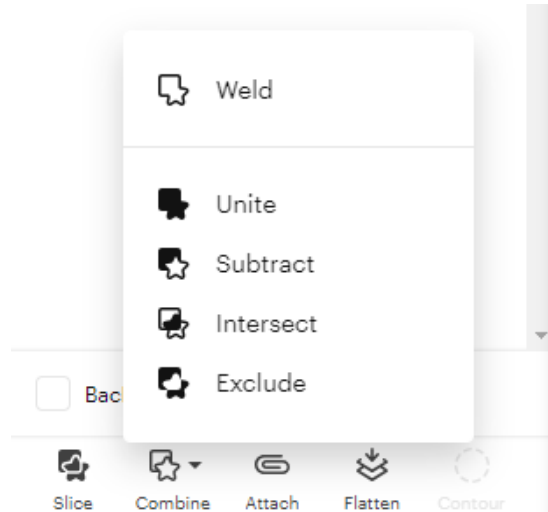 Weld
Unite
Subtract
Intersect
Exclude
Bac
Slice Combine Attach Flatten Contour